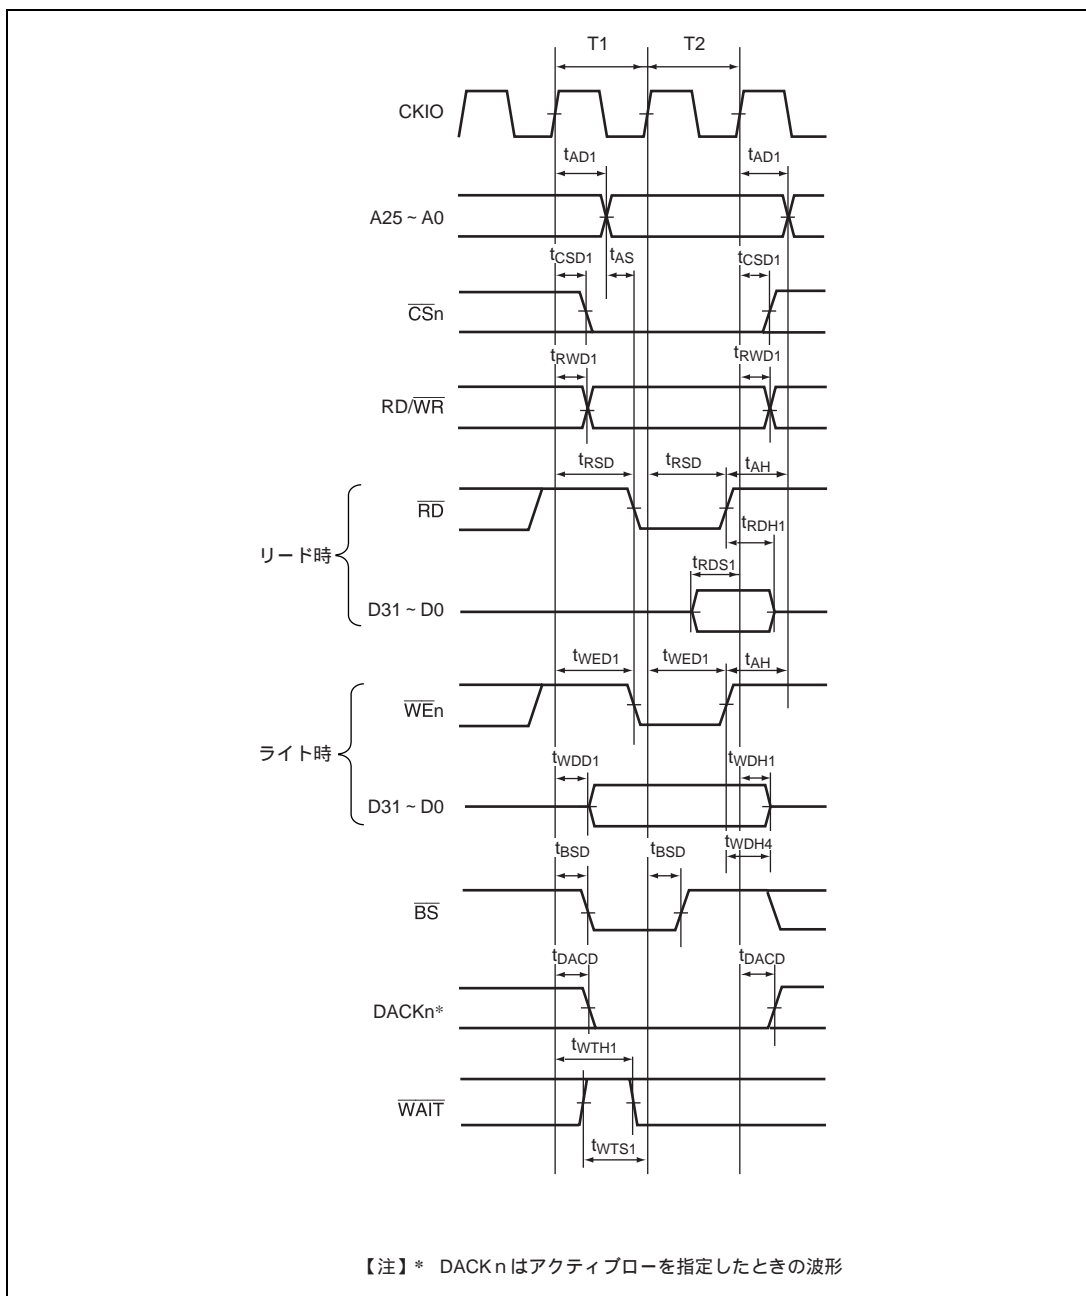 T1 T2
CKIO
tAD1 tAD1
A25 ~ A0
tCSD1 tAS tCSD1
CSn
tRWD1 tRWD1
RD/WR
tRSD tRSD tAH
RD
tRDH1
リード時
tRDS1
D31 ~ D0
tWED1 tWED1 tAH
WEn
ライト時
tWDD1 tWDH1
D31 ~ D0
tWDH4
tBSD tBSD
BS
tDACD tDACD
DACKn*
tWTH1
WAIT
tWTS1
【注】* DACK n はアクティブローを指定したときの波形